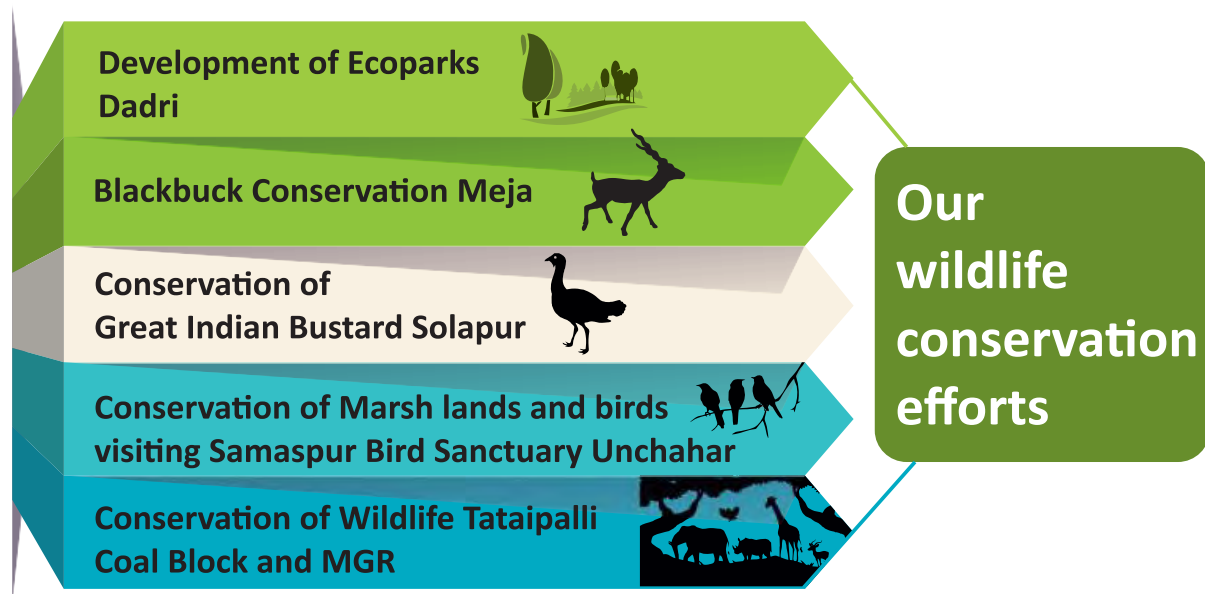 Development of Ecoparks
Dadri
Blackbuck Conservation Meja
Conservation of
Great Indian Bustard Solapur
Conservation of Marsh lands and birds
visiting Samaspur Bird Sanctuary Unchahar
Conservation of Wildlife Tataipalli
Coal Block and MGR
Our
wildlife
conservation
efforts